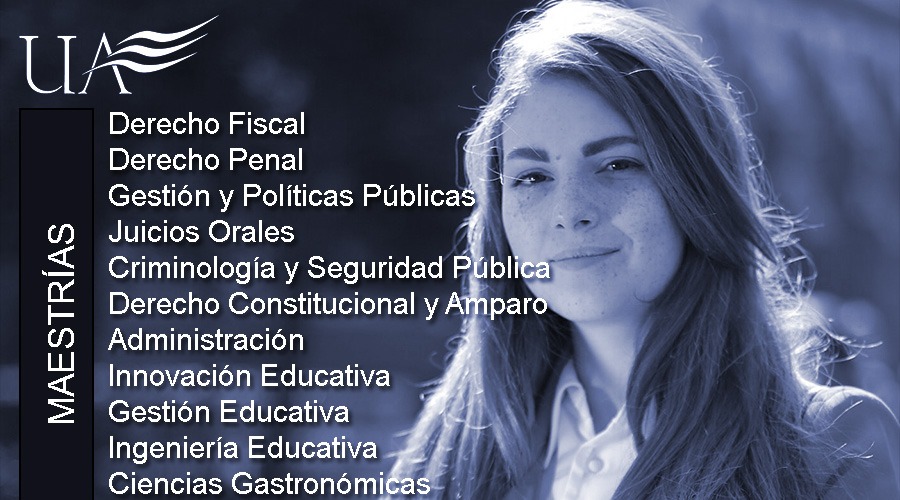 UA
MAESTRÍAS
Derecho Fiscal
Derecho Penal
Gestión y Políticas Públicas
Juicios Orales
Criminología y Seguridad Pública
Derecho Constitucional y Amparo
Administración
Innovación Educativa
Gestión Educativa
Ingeniería Educativa
Ciencias Gastronómicas